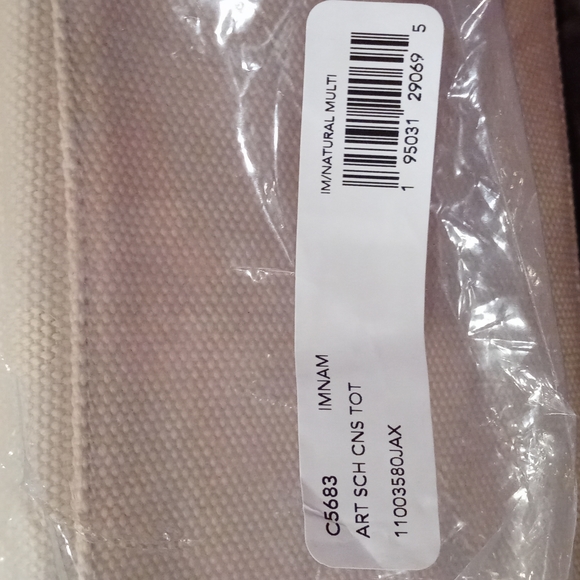 C5683 IMNAM IM/NATURAL MULTI
ART SCH CNS TOT
11003580JAX
1 95031 29069 5